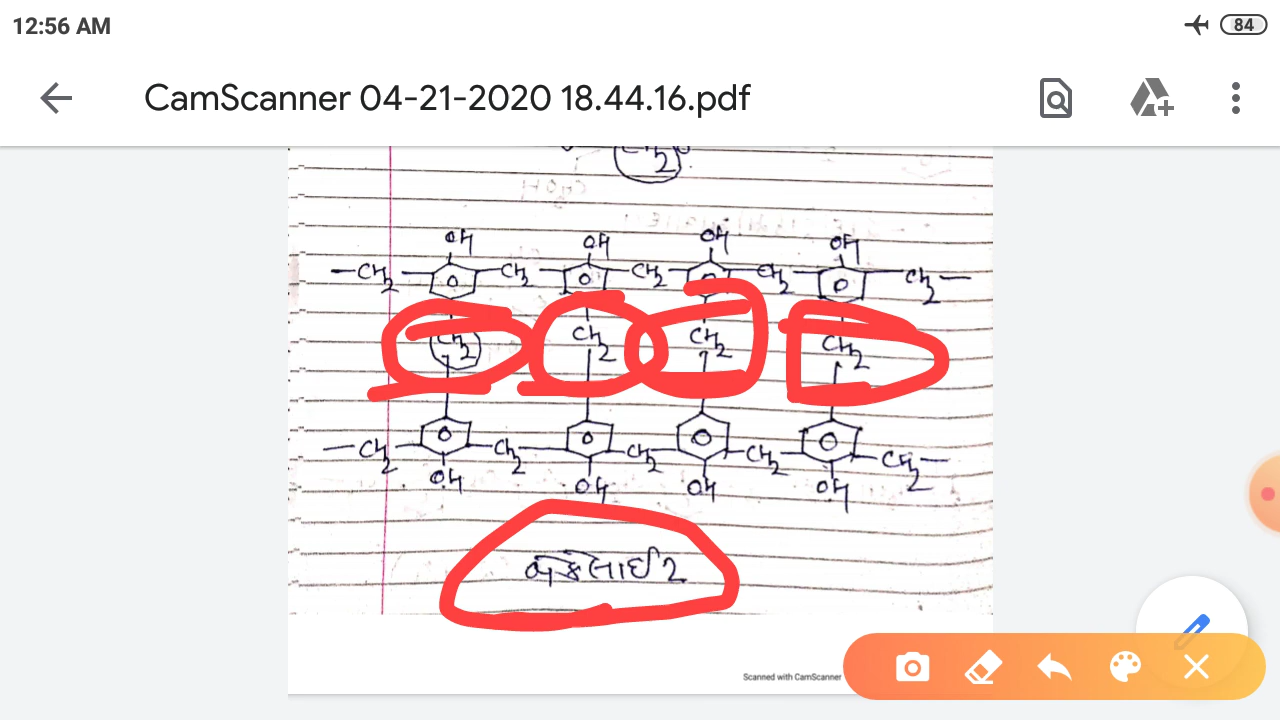 12:56 AM 84
CamScanner 04-21-2020 18.44.16.pdf
OH OH OH OH
—CH2 CH2 CH2 CH2 CH2—
CH2 CH2 CH2 CH2
—CH2 CH2 CH2 CH2 CH2—
OH OH OH OH
બેકેલાઈટ
Scanned with CamScanner